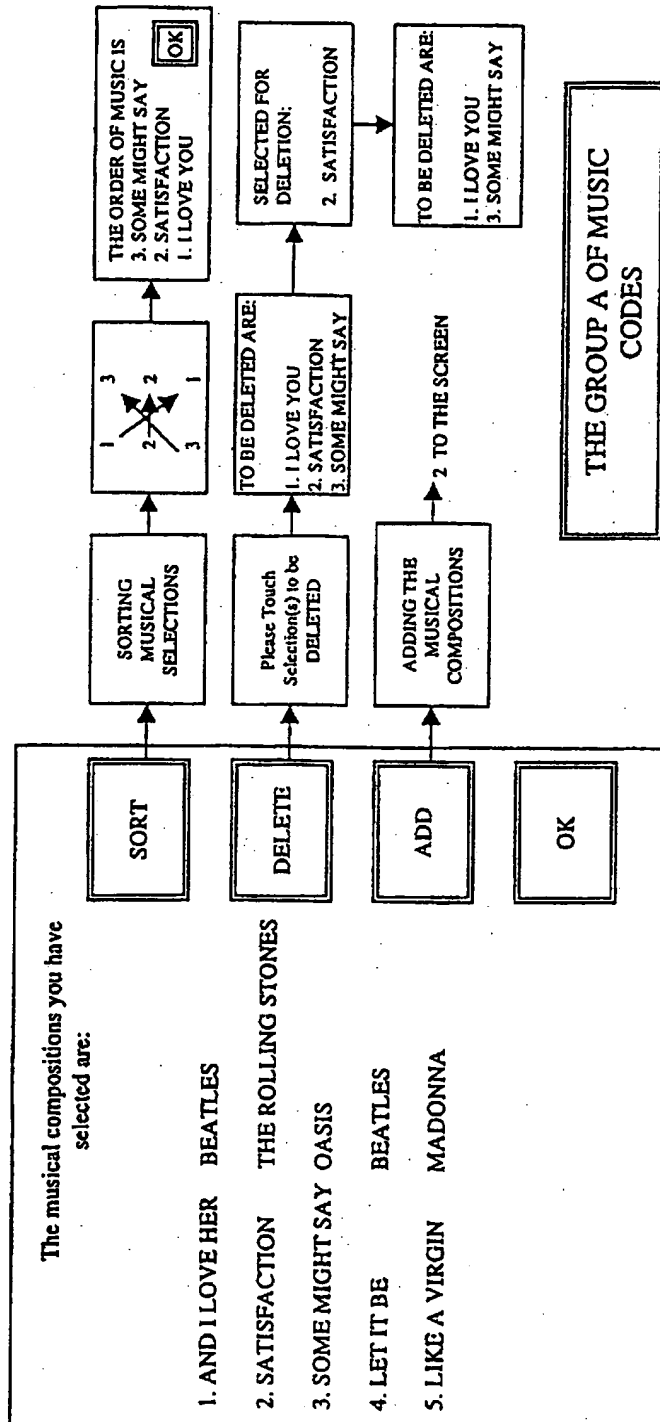 The musical compositions you have
selected are:
1. AND I LOVE HER BEATLES
2. SATISFACTION THE ROLLING STONES
3. SOME MIGHT SAY OASIS
4. LET IT BE BEATLES
5. LIKE A VIRGIN MADONNA
SORT
DELETE
ADD
OK
SORTING
MUSICAL
SELECTIONS
1 3
2 2
3 1
THE ORDER OF MUSIC IS
3. SOME MIGHT SAY
2. SATISFACTION
1. I LOVE YOU
OK
Please Touch
Selection(s) to be
DELETED
TO BE DELETED ARE:
1. I LOVE YOU
2. SATISFACTION
3. SOME MIGHT SAY
SELECTED FOR
DELETION:
2. SATISFACTION
TO BE DELETED ARE:
1. I LOVE YOU
3. SOME MIGHT SAY
ADDING THE
MUSICAL
COMPOSITIONS
2 TO THE SCREEN
THE GROUP A OF MUSIC
CODES